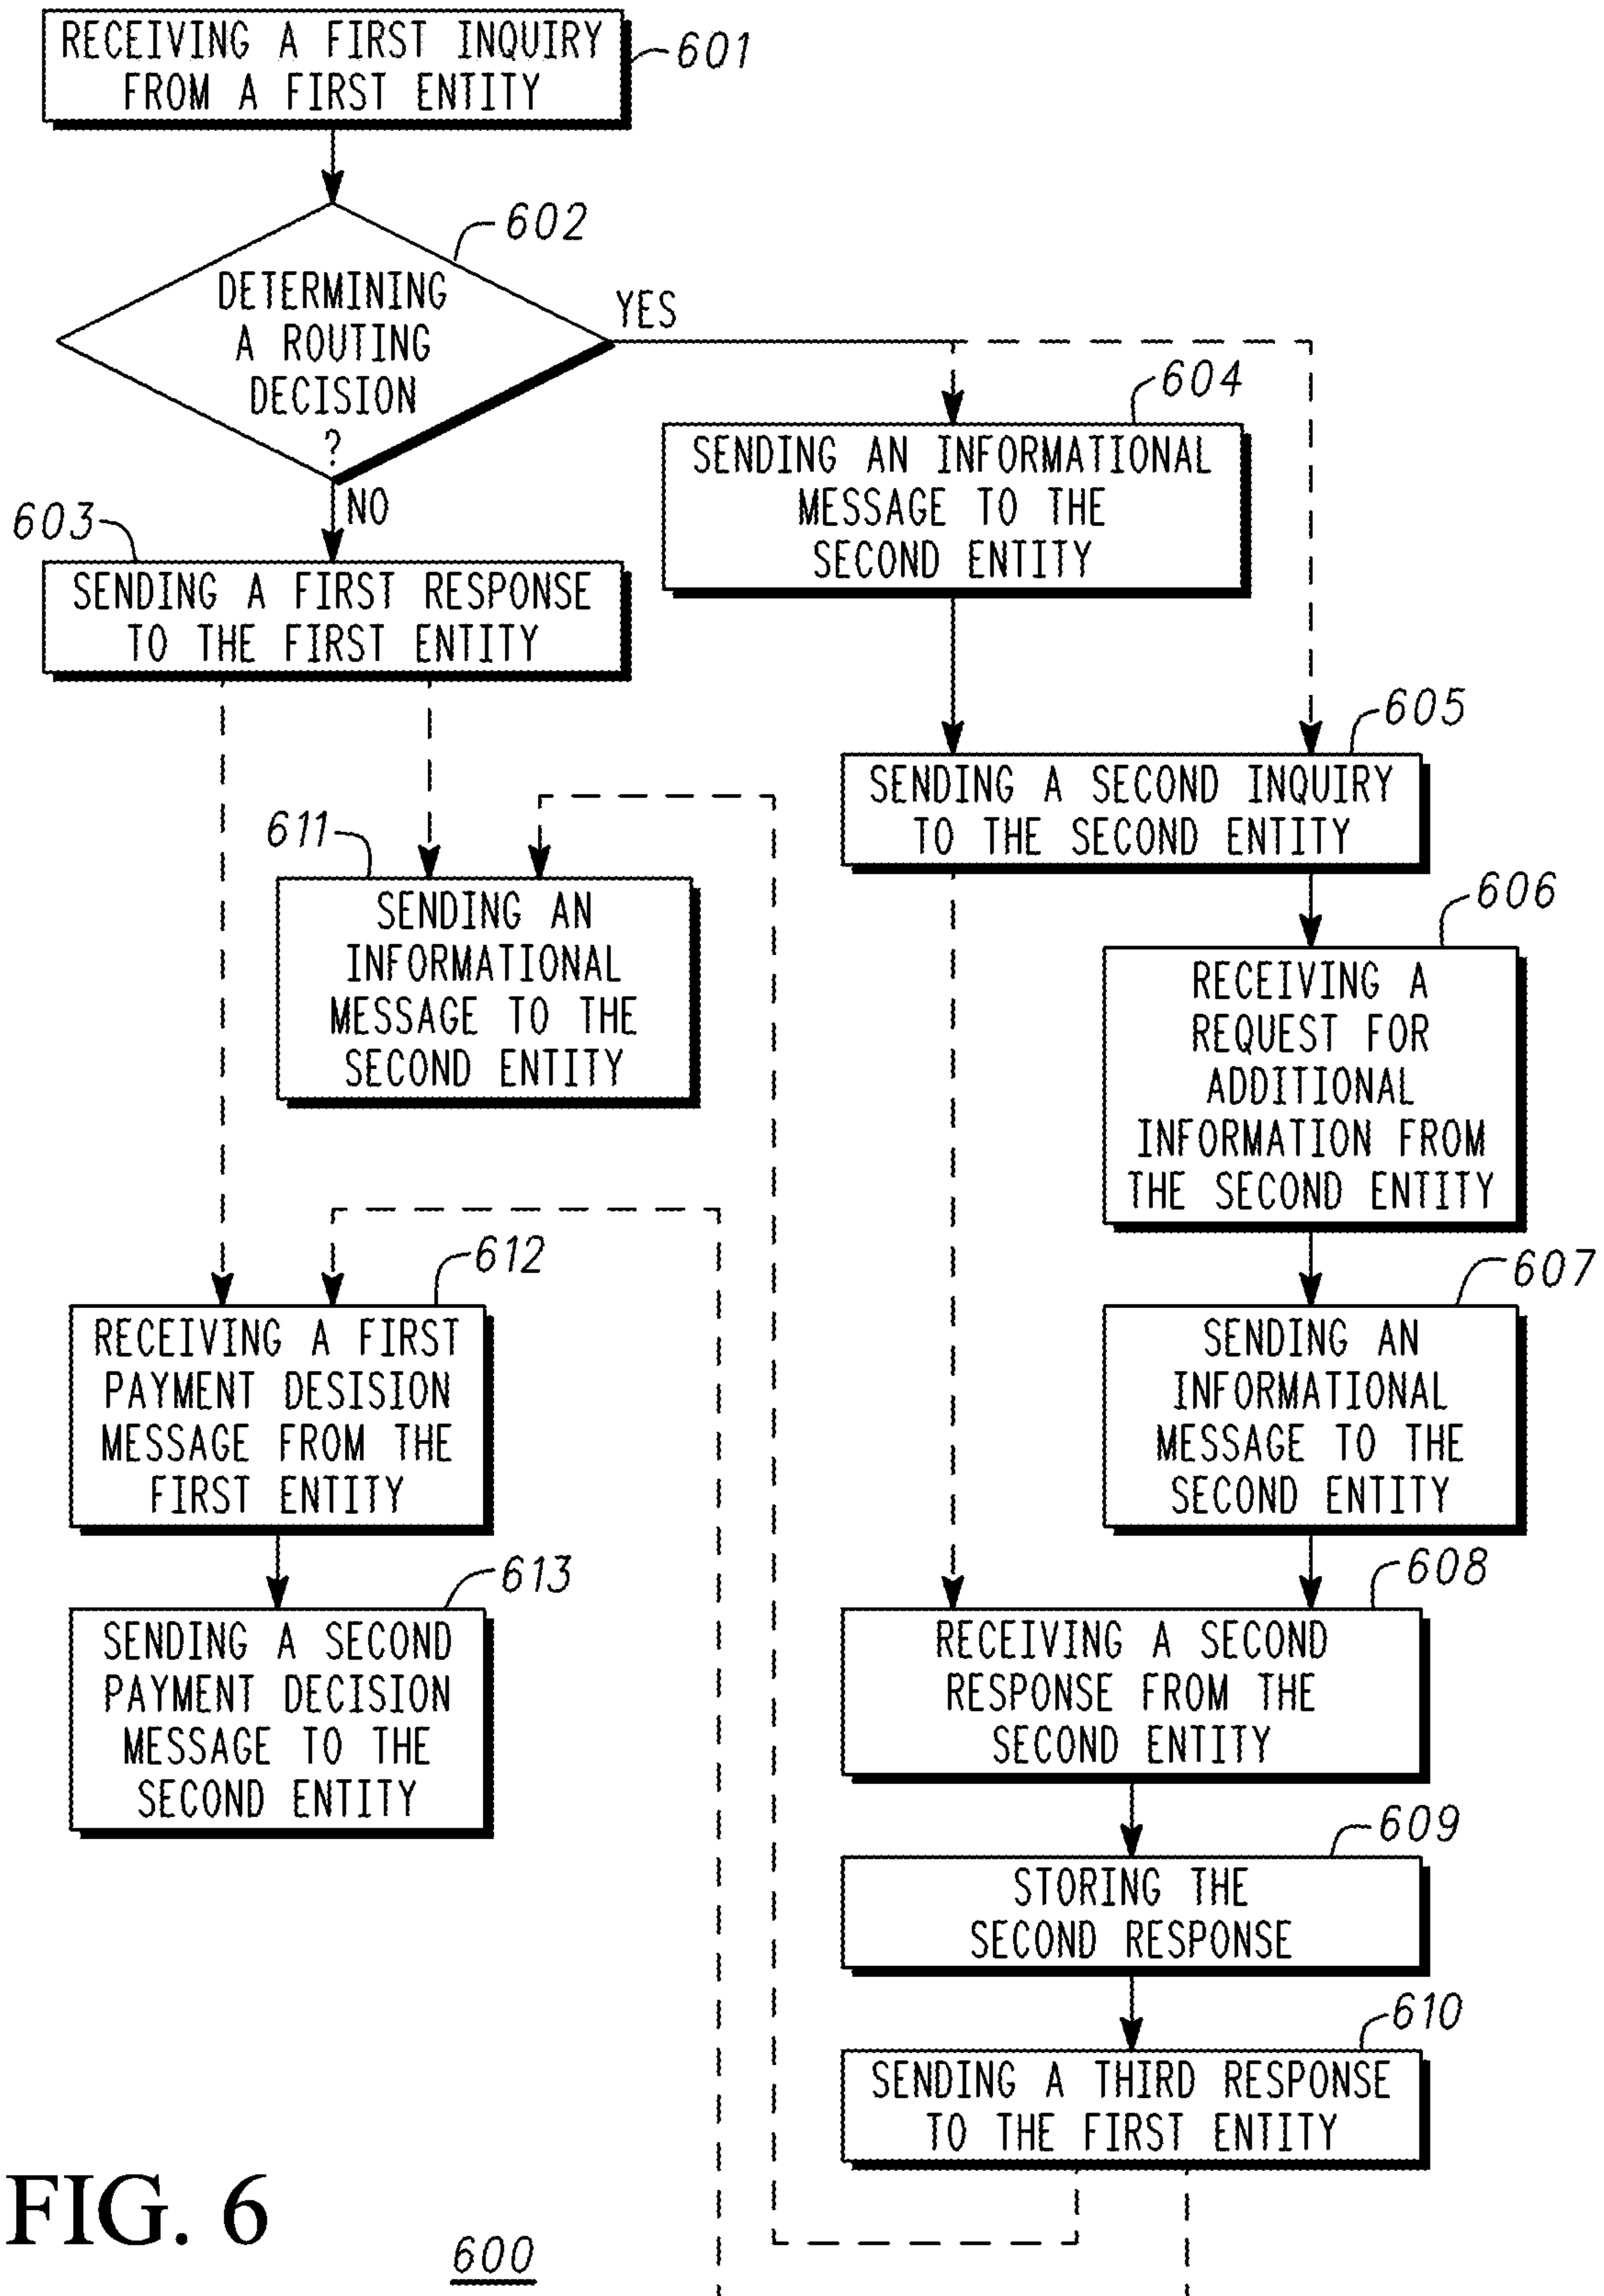 RECEIVING A FIRST INQUIRY
FROM A FIRST ENTITY
601
602
DETERMINING
A ROUTING
DECISION
?
YES
NO
603
SENDING A FIRST RESPONSE
TO THE FIRST ENTITY
604
SENDING AN INFORMATIONAL
MESSAGE TO THE
SECOND ENTITY
605
SENDING A SECOND INQUIRY
TO THE SECOND ENTITY
606
RECEIVING A
REQUEST FOR
ADDITIONAL
INFORMATION FROM
THE SECOND ENTITY
607
SENDING AN
INFORMATIONAL
MESSAGE TO THE
SECOND ENTITY
608
RECEIVING A SECOND
RESPONSE FROM THE
SECOND ENTITY
609
STORING THE
SECOND RESPONSE
610
SENDING A THIRD RESPONSE
TO THE FIRST ENTITY
611
SENDING AN
INFORMATIONAL
MESSAGE TO THE
SECOND ENTITY
612
RECEIVING A FIRST
PAYMENT DESISION
MESSAGE FROM THE
FIRST ENTITY
613
SENDING A SECOND
PAYMENT DECISION
MESSAGE TO THE
SECOND ENTITY
FIG. 6
600